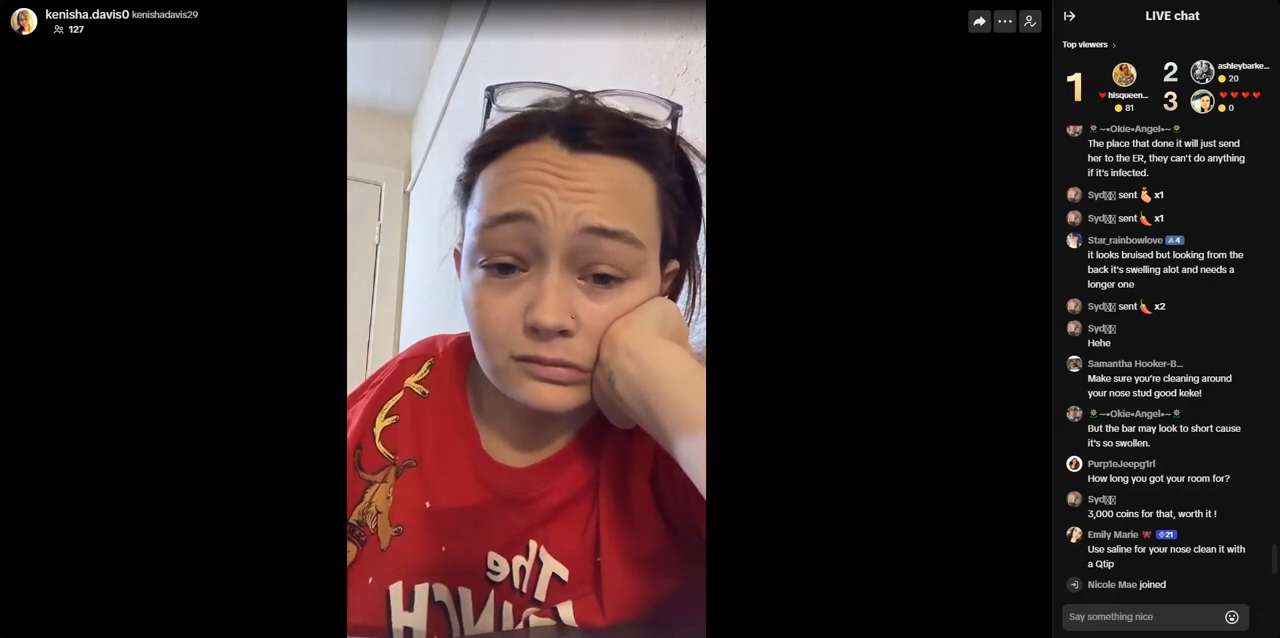 kenisha.davis0 kenishadavis29
127
LIVE chat
Top viewers
1
hisqueen...
81
2
ashleybarke...
20
3
0
~•Okie•Angel•~
The place that done it will just send
her to the ER, they can't do anything
if it's infected.
Syd sent x1
Syd sent x1
Star_rainbowlove 4
it looks bruised but looking from the
back it's swelling alot and needs a
longer one
Syd sent x2
Syd
Hehe
Samantha Hooker-B...
Make sure you're cleaning around
your nose stud good keke!
~•Okie•Angel•~
But the bar may look to short cause
it's so swollen.
Purp1eJeepg1rl
How long you got your room for?
Syd
3,000 coins for that, worth it !
Emily Marie 21
Use saline for your nose clean it with
a Qtip
Nicole Mae joined
Say something nice
The